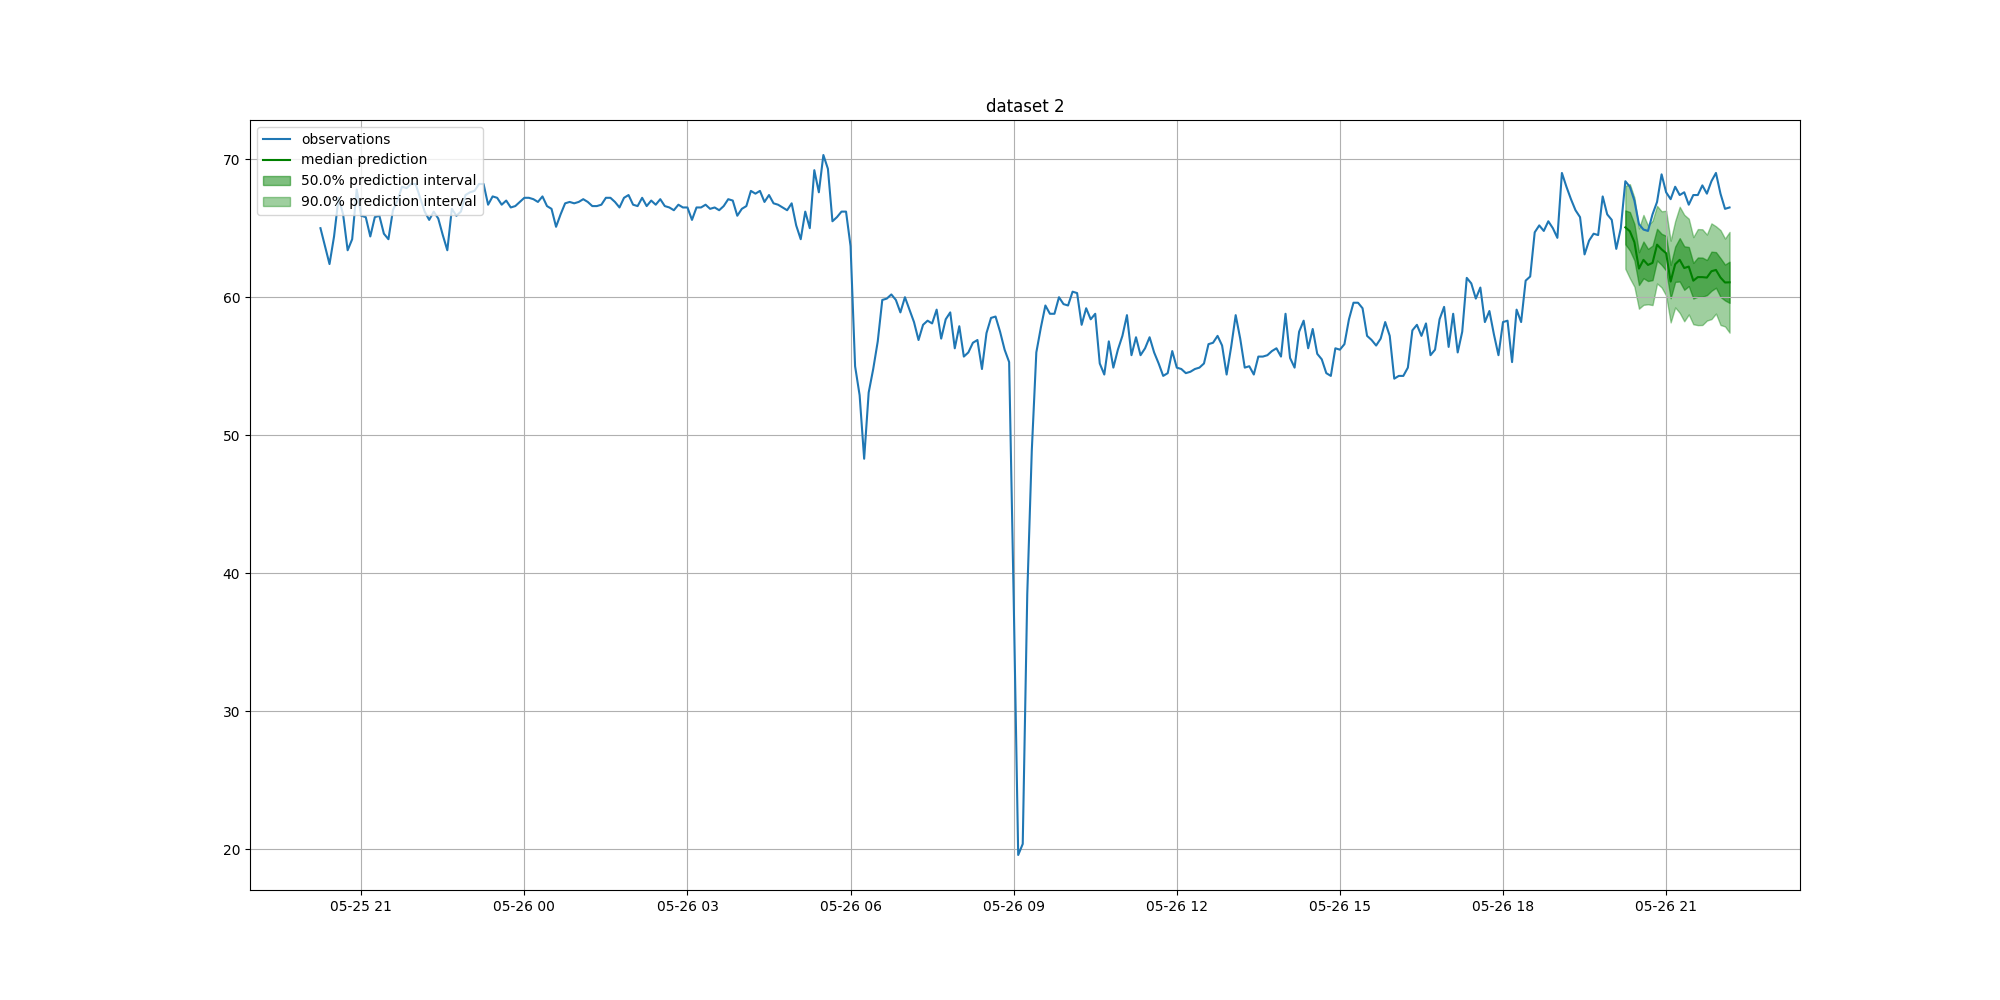 dataset 2
observations
median prediction
50.0% prediction interval
90.0% prediction interval
70
60
50
40
30
20
05-25 21 05-26 00 05-26 03 05-26 06 05-26 09 05-26 12 05-26 15 05-26 18 05-26 21